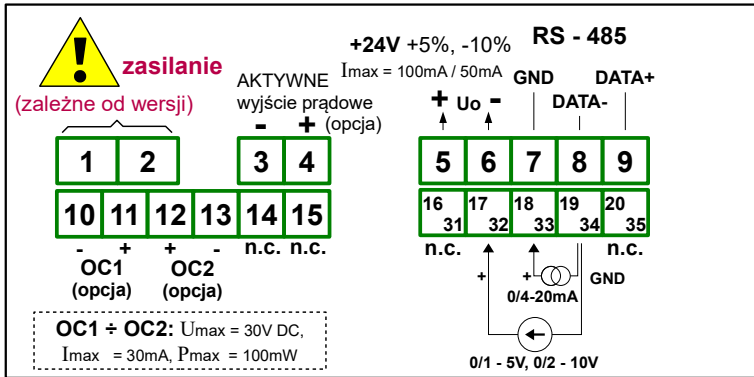 zasilanie
(zależne od wersji)
AKTYWNE
wyjście prądowe
- + (opcja)
+24V +5%, -10%
Imax = 100mA / 50mA
+ Uo -
RS - 485
GND
DATA-
DATA+
1 2 3 4 5 6 7 8 9
10 11 12 13 14 15
16 31 17 32 18 33 19 34 20 35
- + + - n.c. n.c.
OC1
(opcja)
OC2
(opcja)
n.c. n.c.
+ +
GND
0/4-20mA
0/1 - 5V, 0/2 - 10V
OC1 ÷ OC2: Umax = 30V DC,
Imax = 30mA, Pmax = 100mW